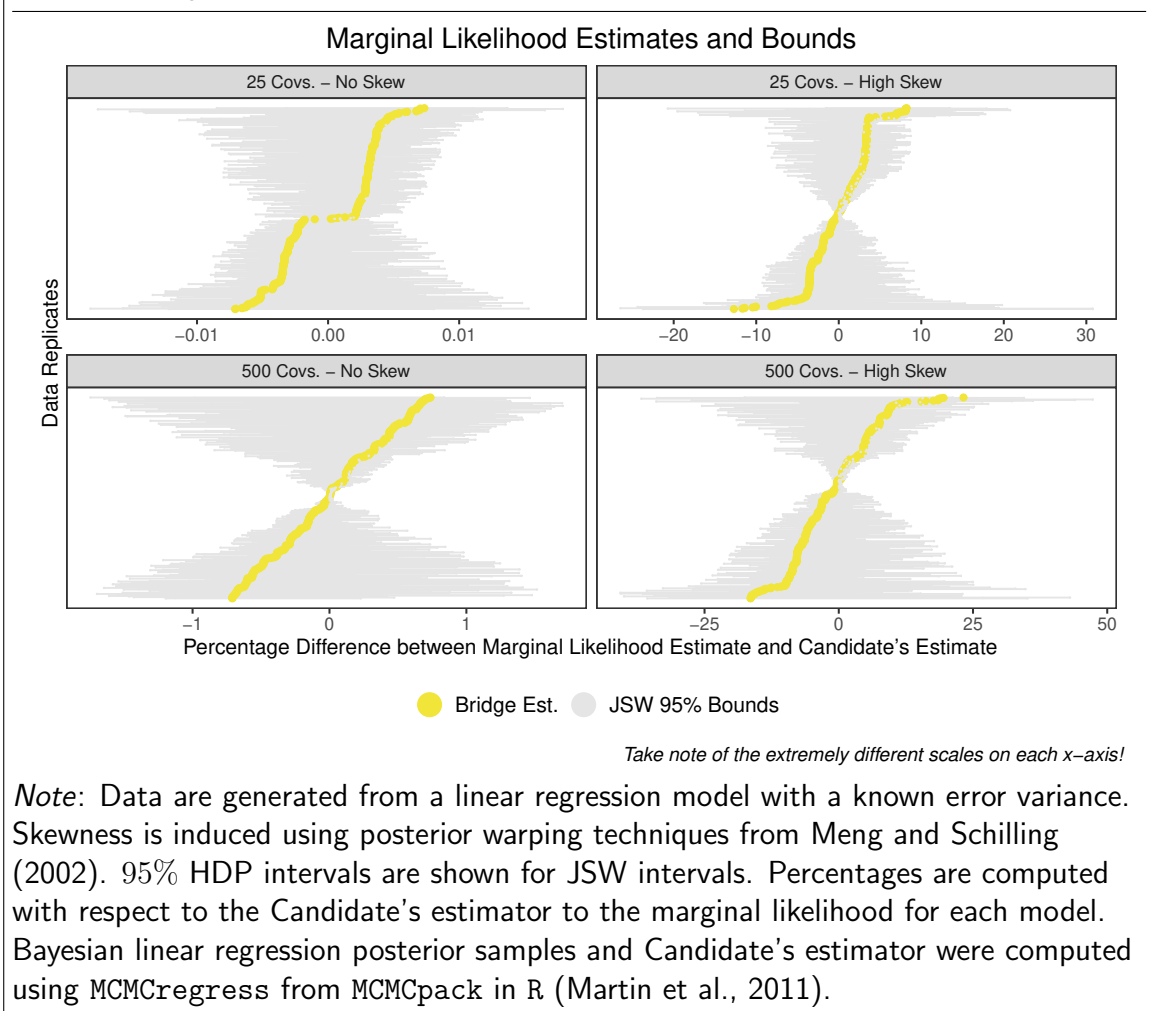 Marginal Likelihood Estimates and Bounds
25 Covs. − No Skew
25 Covs. − High Skew
Data Replicates
−0.01 0.00 0.01
−20 −10 0 10 20 30
500 Covs. − No Skew
500 Covs. − High Skew
−1 0 1
−25 0 25 50
Percentage Difference between Marginal Likelihood Estimate and Candidate's Estimate
Bridge Est. JSW 95% Bounds
Take note of the extremely different scales on each x−axis!
Note: Data are generated from a linear regression model with a known error variance.
Skewness is induced using posterior warping techniques from Meng and Schilling
(2002). 95% HDP intervals are shown for JSW intervals. Percentages are computed
with respect to the Candidate's estimator to the marginal likelihood for each model.
Bayesian linear regression posterior samples and Candidate's estimator were computed
using MCMCregress from MCMCpack in R (Martin et al., 2011).